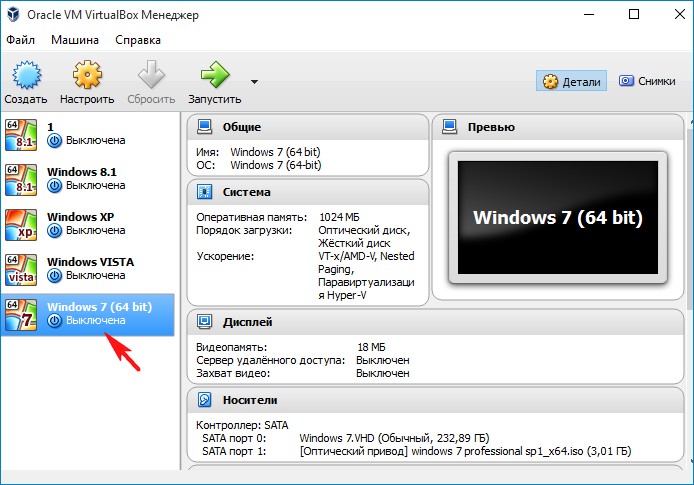 Oracle VM VirtualBox Менеджер
Файл Машина Справка
Создать Настроить Сбросить Запустить Детали Снимки
64 8.1 1
Выключена
64 8.1 Windows 8.1
Выключена
xp Windows XP
Выключена
64 vista Windows VISTA
Выключена
64 7 Windows 7 (64 bit)
Выключена
Общие
Имя: Windows 7 (64 bit)
ОС: Windows 7 (64-bit)
Система
Оперативная память: 1024 МБ
Порядок загрузки: Оптический диск,
Жёсткий диск
Ускорение: VT-x/AMD-V, Nested
Paging,
Паравиртуализаци
я Hyper-V
Превью
Windows 7 (64 bit)
Дисплей
Видеопамять: 18 МБ
Сервер удалённого доступа: Выключен
Захват видео: Выключен
Носители
Контроллер: SATA
SATA порт 0: Windows 7.VHD (Обычный, 232,89 ГБ)
SATA порт 1: [Оптический привод] windows 7 professional sp1_x64.iso (3,01 ГБ)